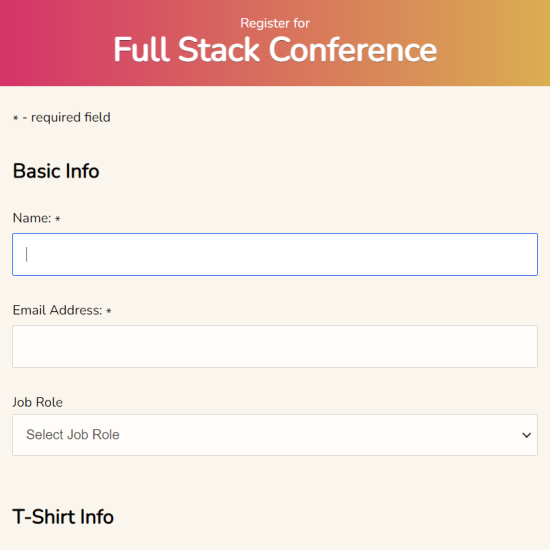 Register for
Full Stack Conference
* - required field
Basic Info
Name: *
Email Address: *
Job Role
Select Job Role
T-Shirt Info